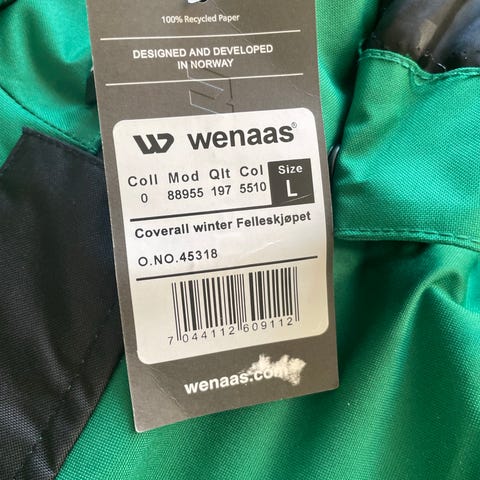 100% Recycled Paper
DESIGNED AND DEVELOPED
IN NORWAY
wenaas®
Coll Mod Qlt Col Size
0 88955 197 5510 L
Coverall winter Felleskjøpet
O.NO.45318
7 044112 609112
wenaas.com